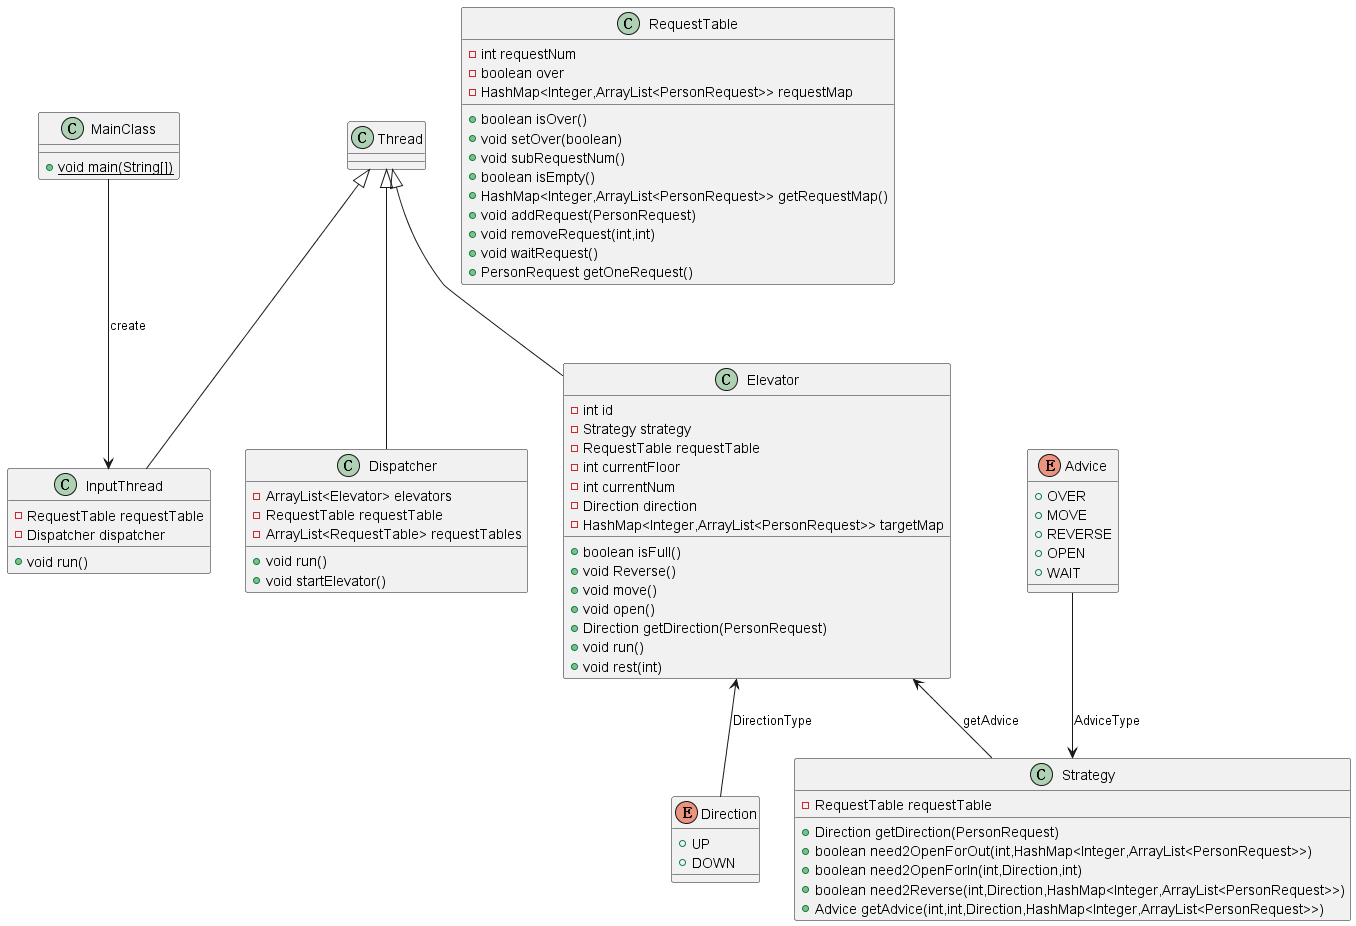 C RequestTable
int requestNum
boolean over
HashMap<Integer,ArrayList<PersonRequest>> requestMap
boolean isOver()
void setOver(boolean)
void subRequestNum()
boolean isEmpty()
HashMap<Integer,ArrayList<PersonRequest>> getRequestMap()
void addRequest(PersonRequest)
void removeRequest(int,int)
void waitRequest()
PersonRequest getOneRequest()
C MainClass
void main(String[])
C Thread
create
C InputThread
RequestTable requestTable
Dispatcher dispatcher
void run()
C Dispatcher
ArrayList<Elevator> elevators
RequestTable requestTable
ArrayList<RequestTable> requestTables
void run()
void startElevator()
C Elevator
int id
Strategy strategy
RequestTable requestTable
int currentFloor
int currentNum
Direction direction
HashMap<Integer,ArrayList<PersonRequest>> targetMap
boolean isFull()
void Reverse()
void move()
void open()
Direction getDirection(PersonRequest)
void run()
void rest(int)
E Advice
OVER
MOVE
REVERSE
OPEN
WAIT
DirectionType
getAdvice
AdviceType
E Direction
UP
DOWN
C Strategy
RequestTable requestTable
Direction getDirection(PersonRequest)
boolean need2OpenForOut(int,HashMap<Integer,ArrayList<PersonRequest>>)
boolean need2OpenForIn(int,Direction,int)
boolean need2Reverse(int,Direction,HashMap<Integer,ArrayList<PersonRequest>>)
Advice getAdvice(int,int,Direction,HashMap<Integer,ArrayList<PersonRequest>>)